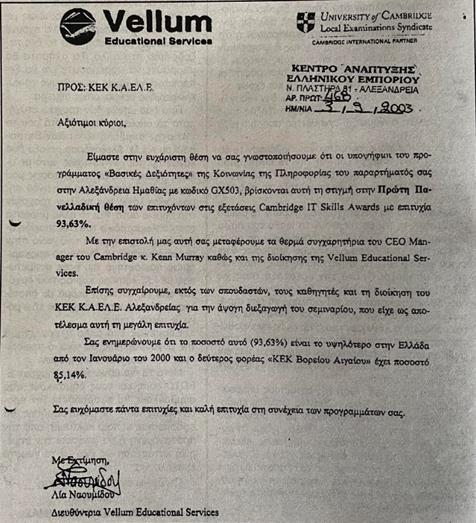 Vellum
Educational Services
UNIVERSITY of CAMBRIDGE
Local Examinations Syndicate
CAMBRIDGE INTERNATIONAL PARTNER
ΚΕΝΤΡΟ ΑΝΑΠΤΥΞΗΣ
ΕΛΛΗΝΙΚΟΥ ΕΜΠΟΡΙΟΥ
Ν. ΠΛΑΣΤΗΡΑ 81 - ΑΛΕΞΑΝΔΡΕΙΑ
ΑΡ. ΠΡΩΤ. 468
ΗΜ/ΝΙΑ 3, 9, 2003
ΠΡΟΣ: ΚΕΚ Κ.Α.ΕΛ.Ε.
Αξιότιμοι κύριοι,
Είμαστε στην ευχάριστη θέση να σας γνωστοποιήσουμε ότι οι υποψήφιοι του προ-
γράμματος «Βασικές Δεξιότητες» της Κοινωνίας της Πληροφορίας του παραρτήματός σας
στην Αλεξάνδρεια Ημαθίας με κωδικό GX503, βρίσκονται αυτή τη στιγμή στην Πρώτη Πα-
νελλαδική θέση των επιτυχόντων στις εξετάσεις Cambridge IT Skills Awards με επιτυχία
93,63%.
Με την επιστολή μας αυτή σας μεταφέρουμε τα θερμά συγχαρητήρια του CEO Man-
ager του Cambridge κ. Kean Murray καθώς και της διοίκησης της Vellum Educational Ser-
vices.
Επίσης συγχαίρουμε, εκτός των σπουδαστών, τους καθηγητές και τη διοίκηση του
ΚΕΚ Κ.Α.ΕΛ.Ε. Αλεξανδρείας για την άψογη διεξαγωγή του σεμιναρίου, που είχε ως απο-
τέλεσμα αυτή τη μεγάλη επιτυχία.
Σας ενημερώνουμε ότι το ποσοστό αυτό (93,63%) είναι το υψηλότερο στην Ελλάδα
από τον Ιανουάριο του 2000 και ο δεύτερος φορέας «ΚΕΚ Βορείου Αιγαίου» έχει ποσοστό
85,14%.
Σας ευχόμαστε πάντα επιτυχίες και καλή επιτυχία στη συνέχεια των προγραμμάτων σας.
Με Εκτίμηση,
Λία Ναουμίδου
Διευθύντρια Vellum Educational Services